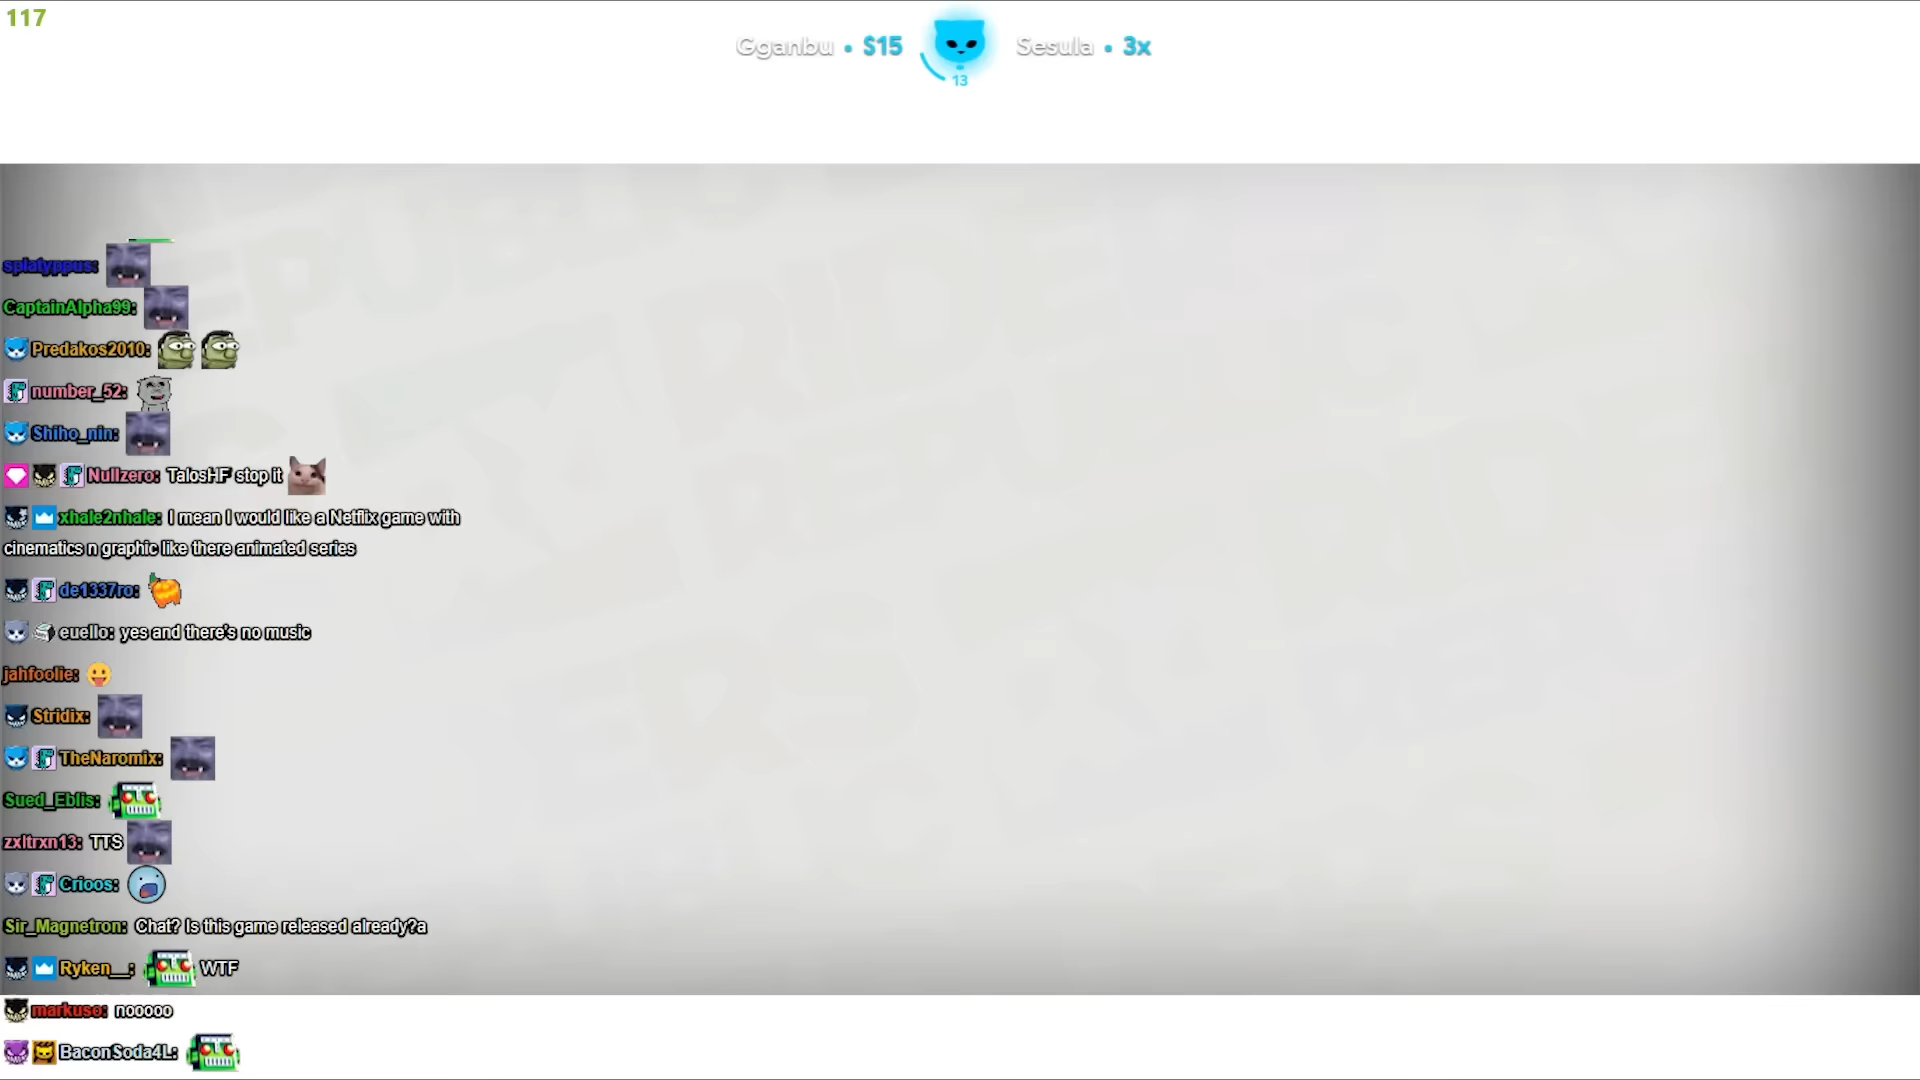 117
Gganbu • $15
Sesula • 3x
13
splatyppus:
CaptainAlpha99:
Predakos2010:
number_52:
Shiho_nin:
Nullzero: TalosHF stop it
xhale2nhale: I mean I would like a Netflix game with
cinematics n graphic like there animated series
de1337ro:
euello: yes and there's no music
jahfoolie:
Stridix:
TheNaromix:
Sued_Eblis:
zxltrxn13: TTS
Crioos:
Sir_Magnetron: Chat? Is this game released already?a
Ryken__: WTF
markuso: nooooo
BaconSoda4L: